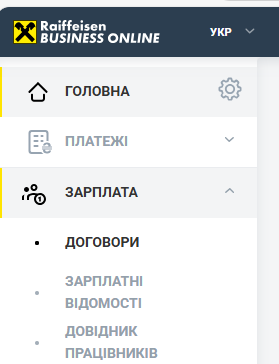 Raiffeisen
BUSINESS ONLINE
УКР
ГОЛОВНА
ПЛАТЕЖІ
ЗАРПЛАТА
ДОГОВОРИ
ЗАРПЛАТНІ
ВІДОМОСТІ
ДОВІДНИК
ПРАЦІВНИКІВ